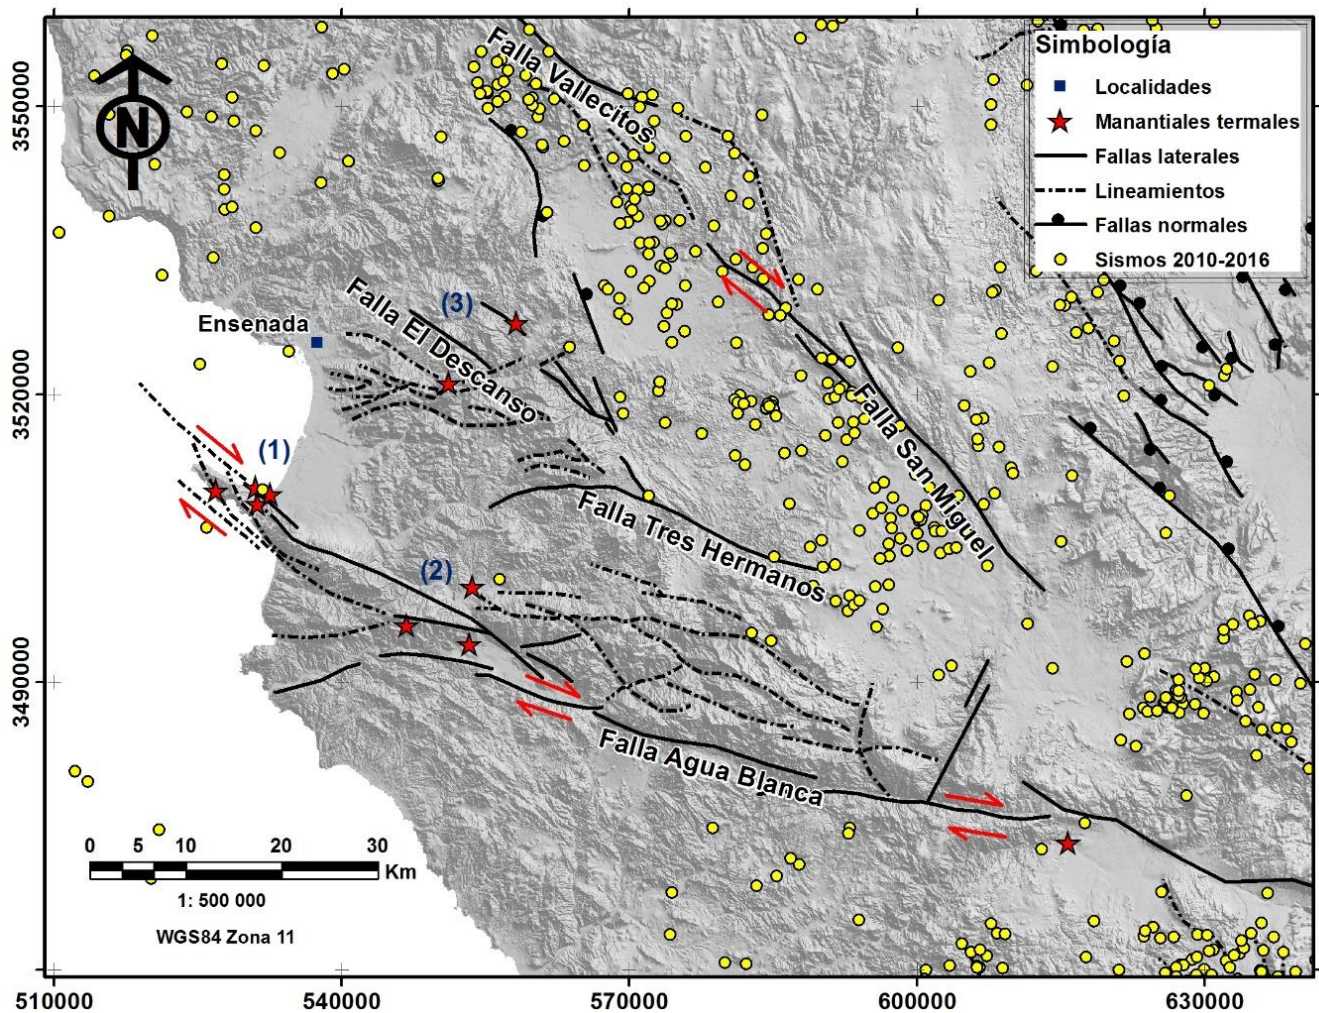 Simbología
Localidades
Manantiales termales
Fallas laterales
Lineamientos
Fallas normales
Sismos 2010-2016
N
Falla Vallecitos
(3)
Falla El Descanso
Ensenada
(1)
Falla San Miguel
Falla Tres Hermanos
(2)
Falla Agua Blanca
0 5 10 20 30
Km
1: 500 000
WGS84 Zona 11
3550000
3520000
3490000
510000 540000 570000 600000 630000